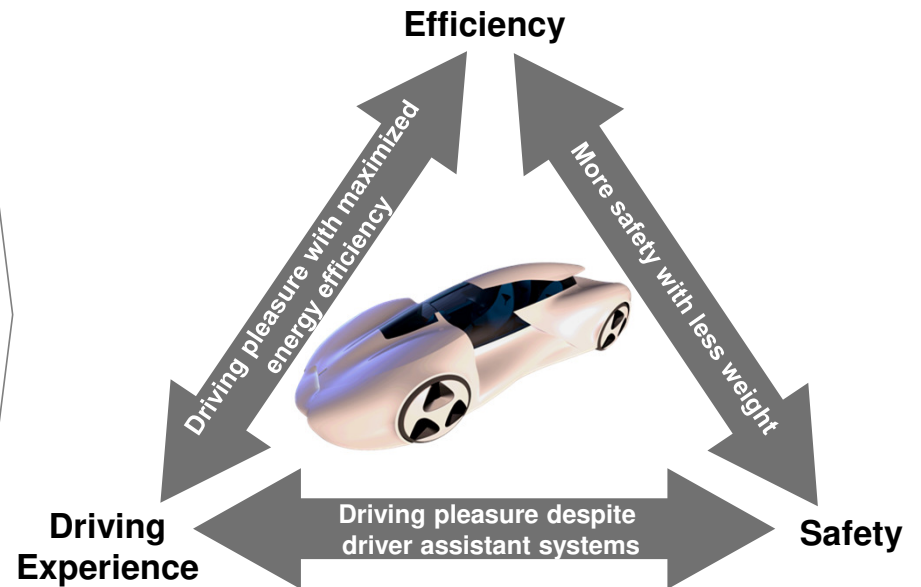 Efficiency
Driving pleasure with maximized
energy efficiency
More safety with less weight
Driving pleasure despite
driver assistant systems
Driving
Experience
Safety